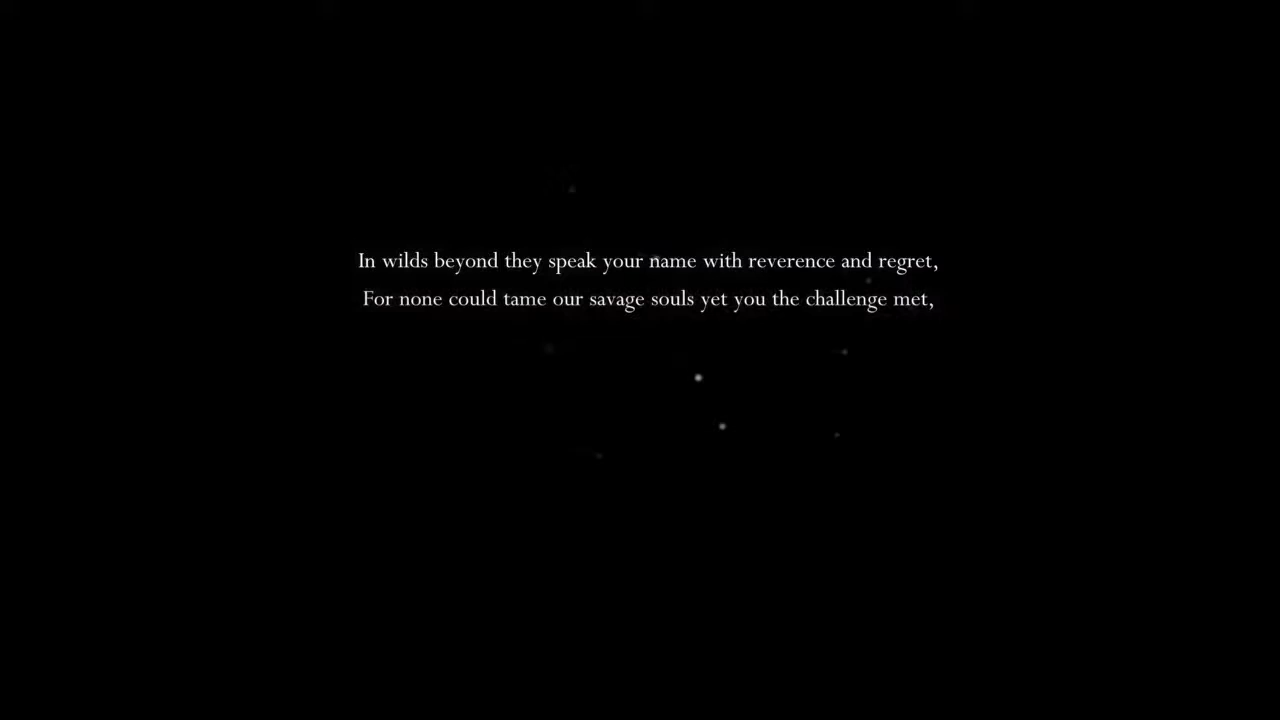 In wilds beyond they speak your name with reverence and regret,
For none could tame our savage souls yet you the challenge met,